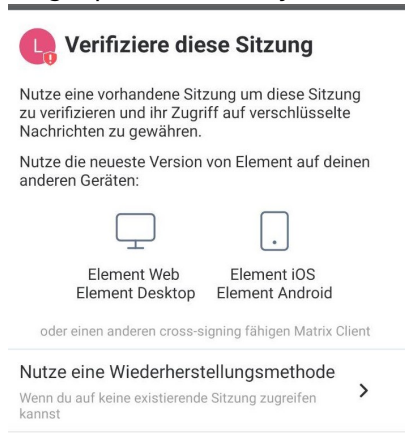 L Verifiziere diese Sitzung
Nutze eine vorhandene Sitzung um diese Sitzung
zu verifizieren und ihr Zugriff auf verschlüsselte
Nachrichten zu gewähren.
Nutze die neueste Version von Element auf deinen
anderen Geräten:
Element Web Element iOS
Element Desktop Element Android
oder einen anderen cross-signing fähigen Matrix Client
Nutze eine Wiederherstellungsmethode
Wenn du auf keine existierende Sitzung zugreifen
kannst